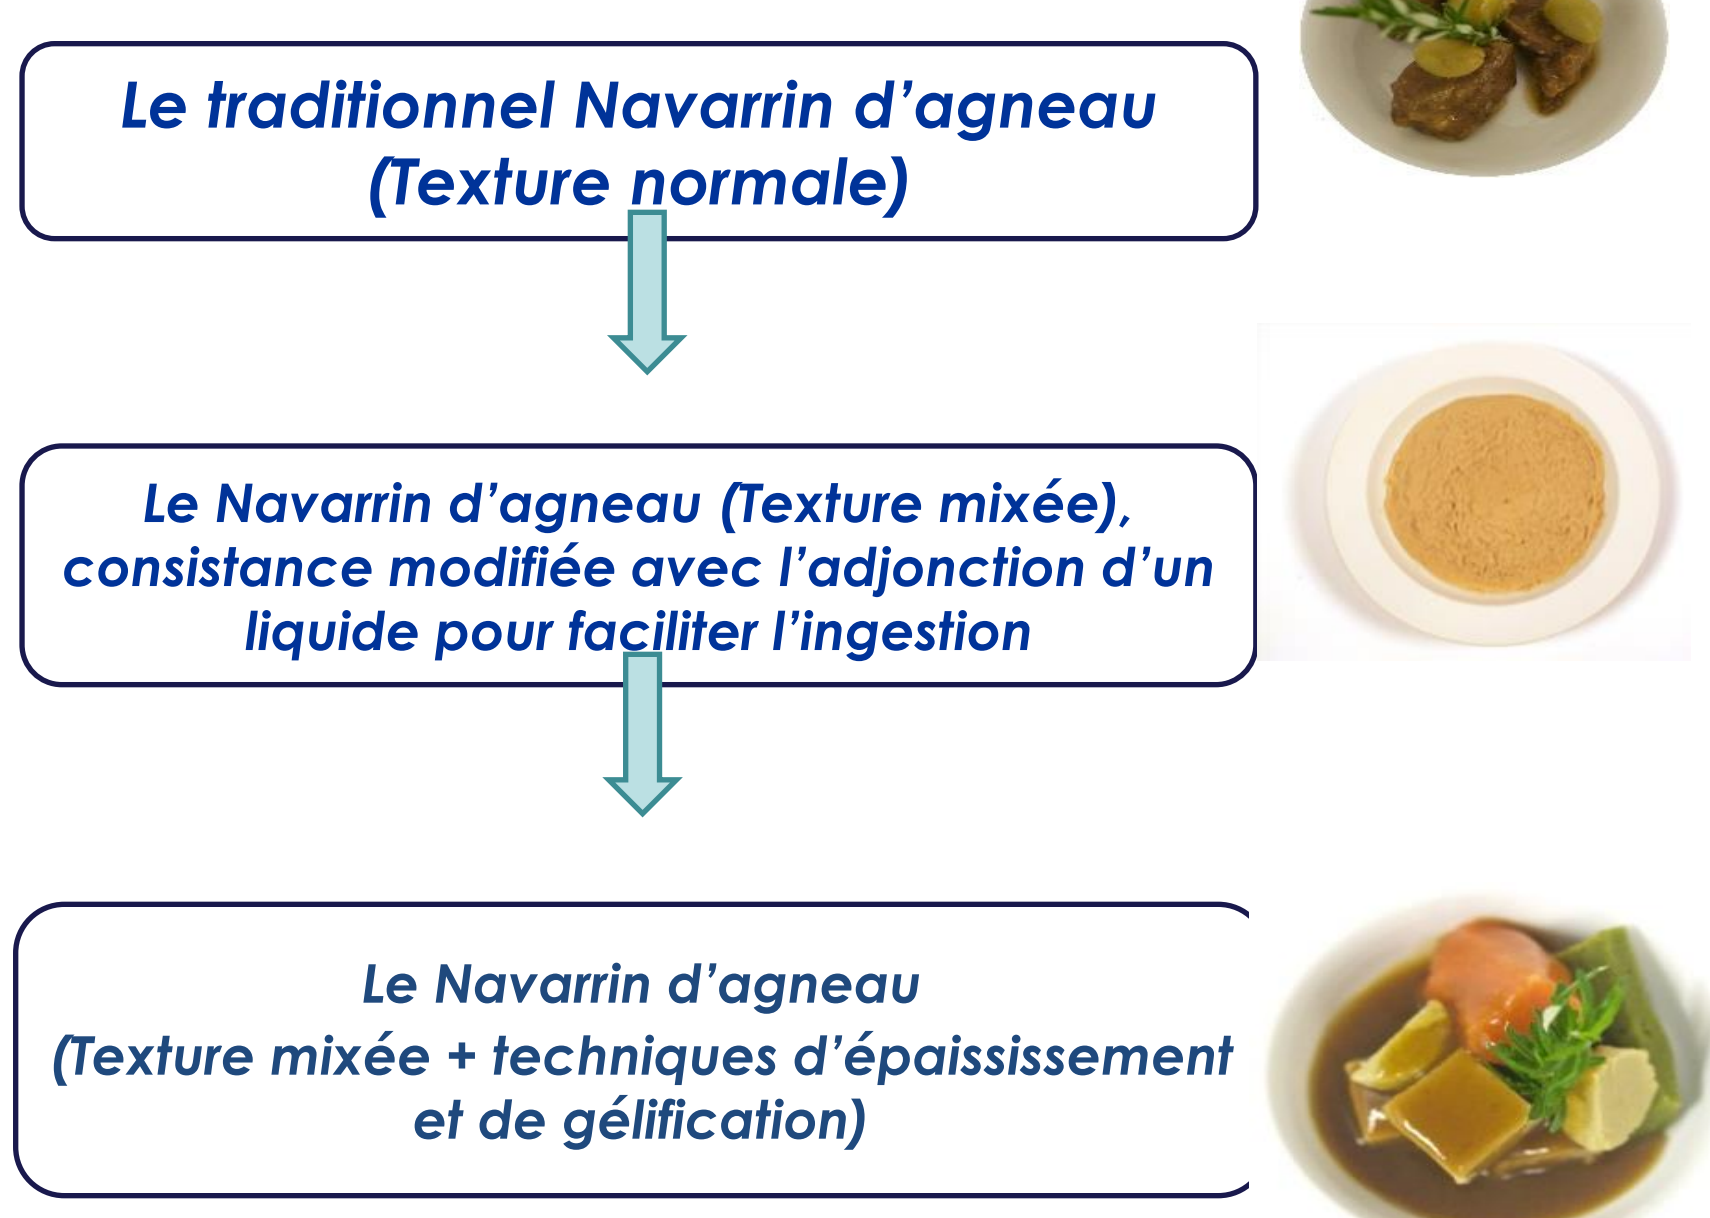 Le traditionnel Navarrin d’agneau
(Texture normale)
Le Navarrin d’agneau (Texture mixée),
consistance modifiée avec l’adjonction d’un
liquide pour faciliter l’ingestion
Le Navarrin d’agneau
(Texture mixée + techniques d’épaississement
et de gélification)